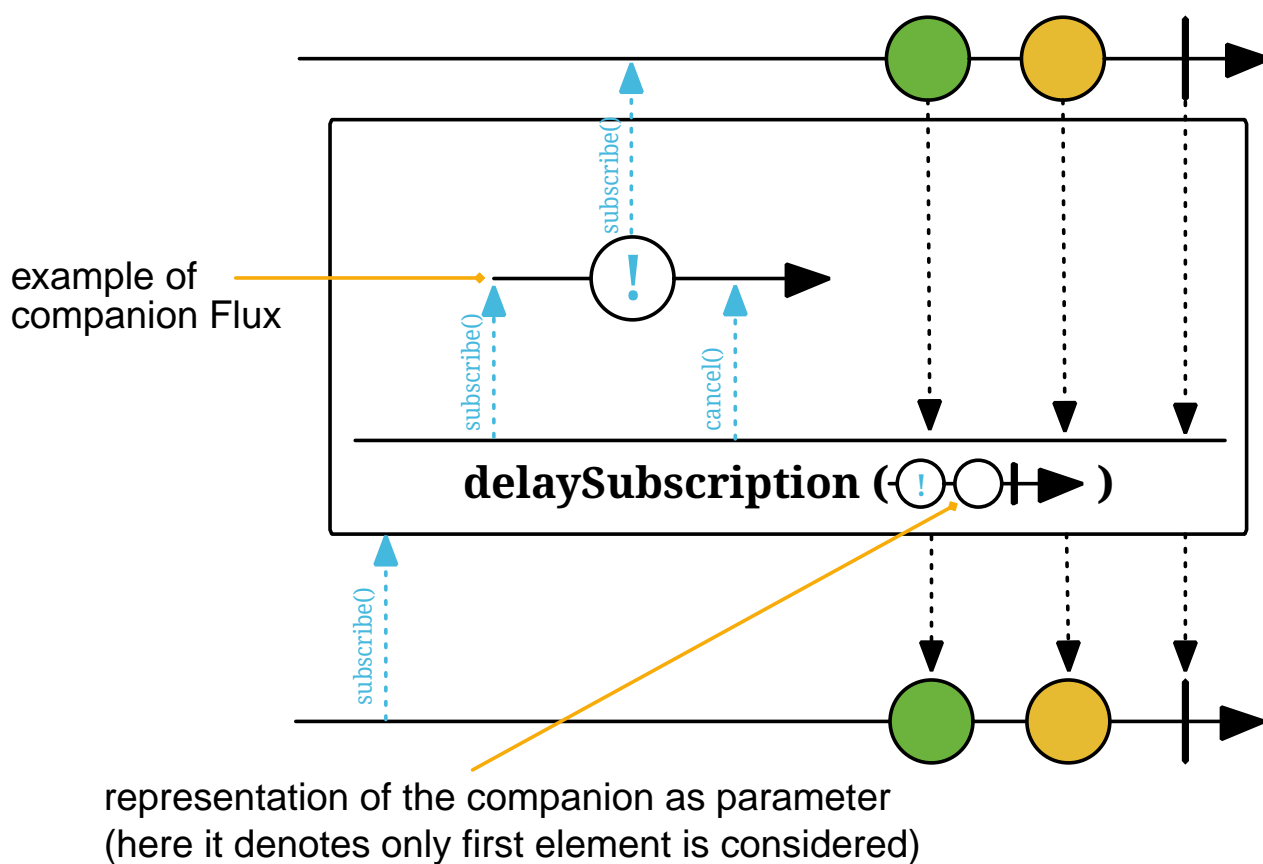 subscribe()
!
example of
companion Flux
subscribe()
cancel()
delaySubscription ( ! )
subscribe()
representation of the companion as parameter
(here it denotes only first element is considered)